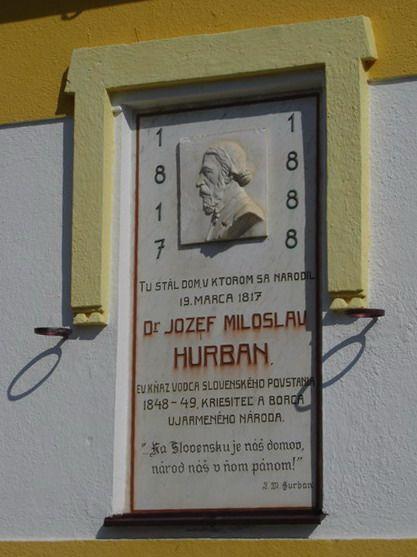 1817
1888
TU STÁL DOM, V KTOROM SA NARODIL
19. MARCA 1817
Dr JOZEF MILOSLAV
HURBAN.
EV. KŇAZ VODCA SLOVENSKÉHO POVSTANIA
1848-49, KRIESITEĽ A BORCA
UJARMENÉHO NÁRODA.
"Na Slovensku je náš domov,
národ náš v ňom pánom!"
J. M. Hurban